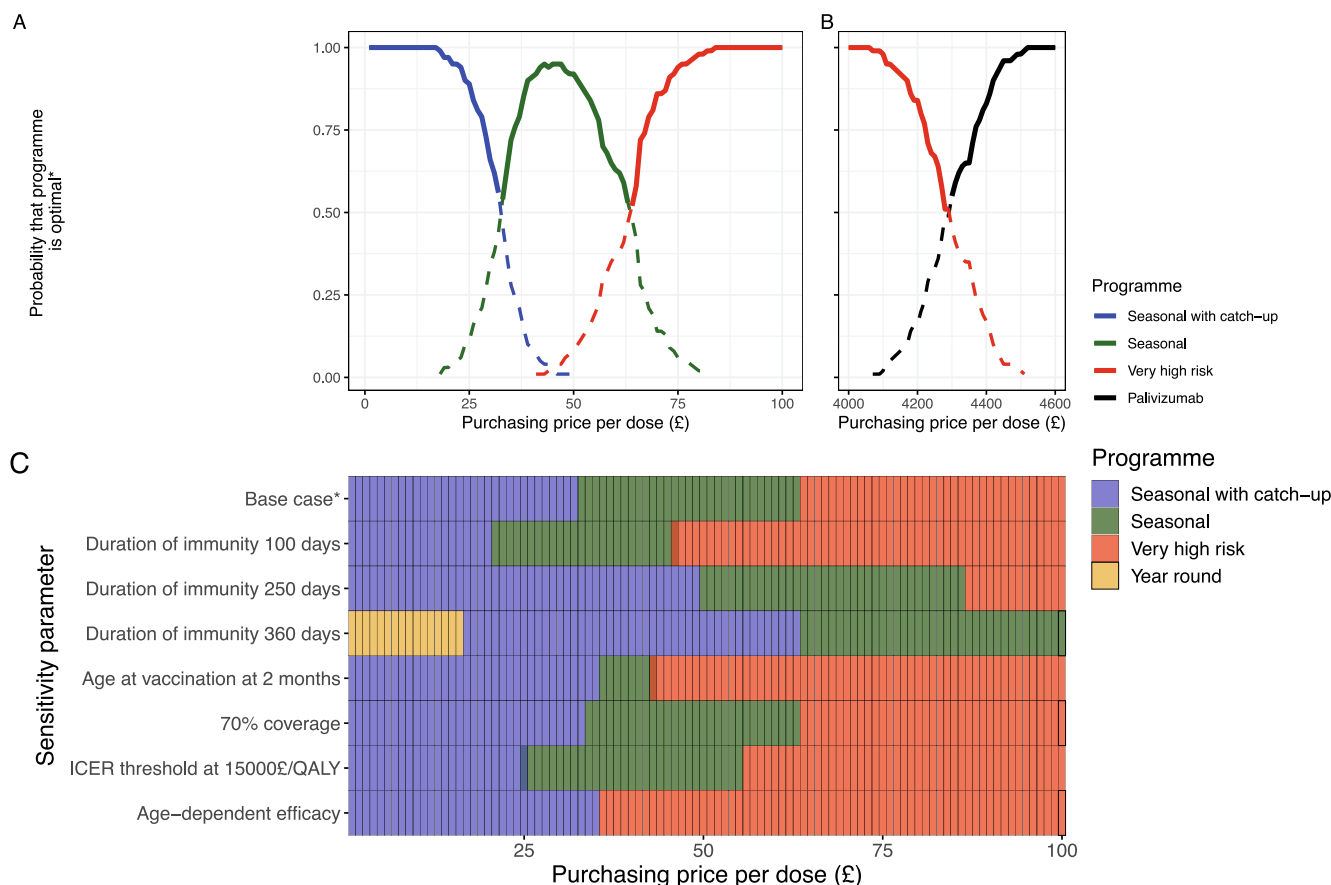 A
B
Probability that programme
is optimal*
1.00
0.75
0.50
0.25
0.00
0
25
50
75
100
Purchasing price per dose (£)
4000
4200
4400
4600
Purchasing price per dose (£)
Programme
Seasonal with catch−up
Seasonal
Very high risk
Palivizumab
C
Sensitivity parameter
Base case*
Duration of immunity 100 days
Duration of immunity 250 days
Duration of immunity 360 days
Age at vaccination at 2 months
70% coverage
ICER threshold at 15000£/QALY
Age−dependent efficacy
25
50
75
100
Purchasing price per dose (£)
Programme
Seasonal with catch−up
Seasonal
Very high risk
Year round